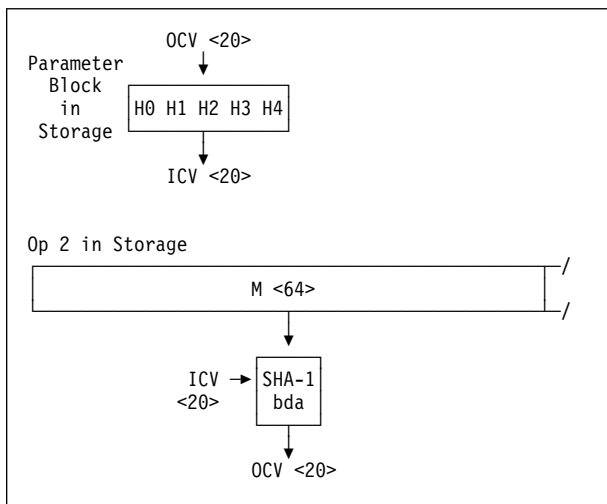 OCV <20>
Parameter
Block
in
Storage
H0 H1 H2 H3 H4
ICV <20>
Op 2 in Storage
M <64>
ICV
<20>
SHA-1
bda
OCV <20>